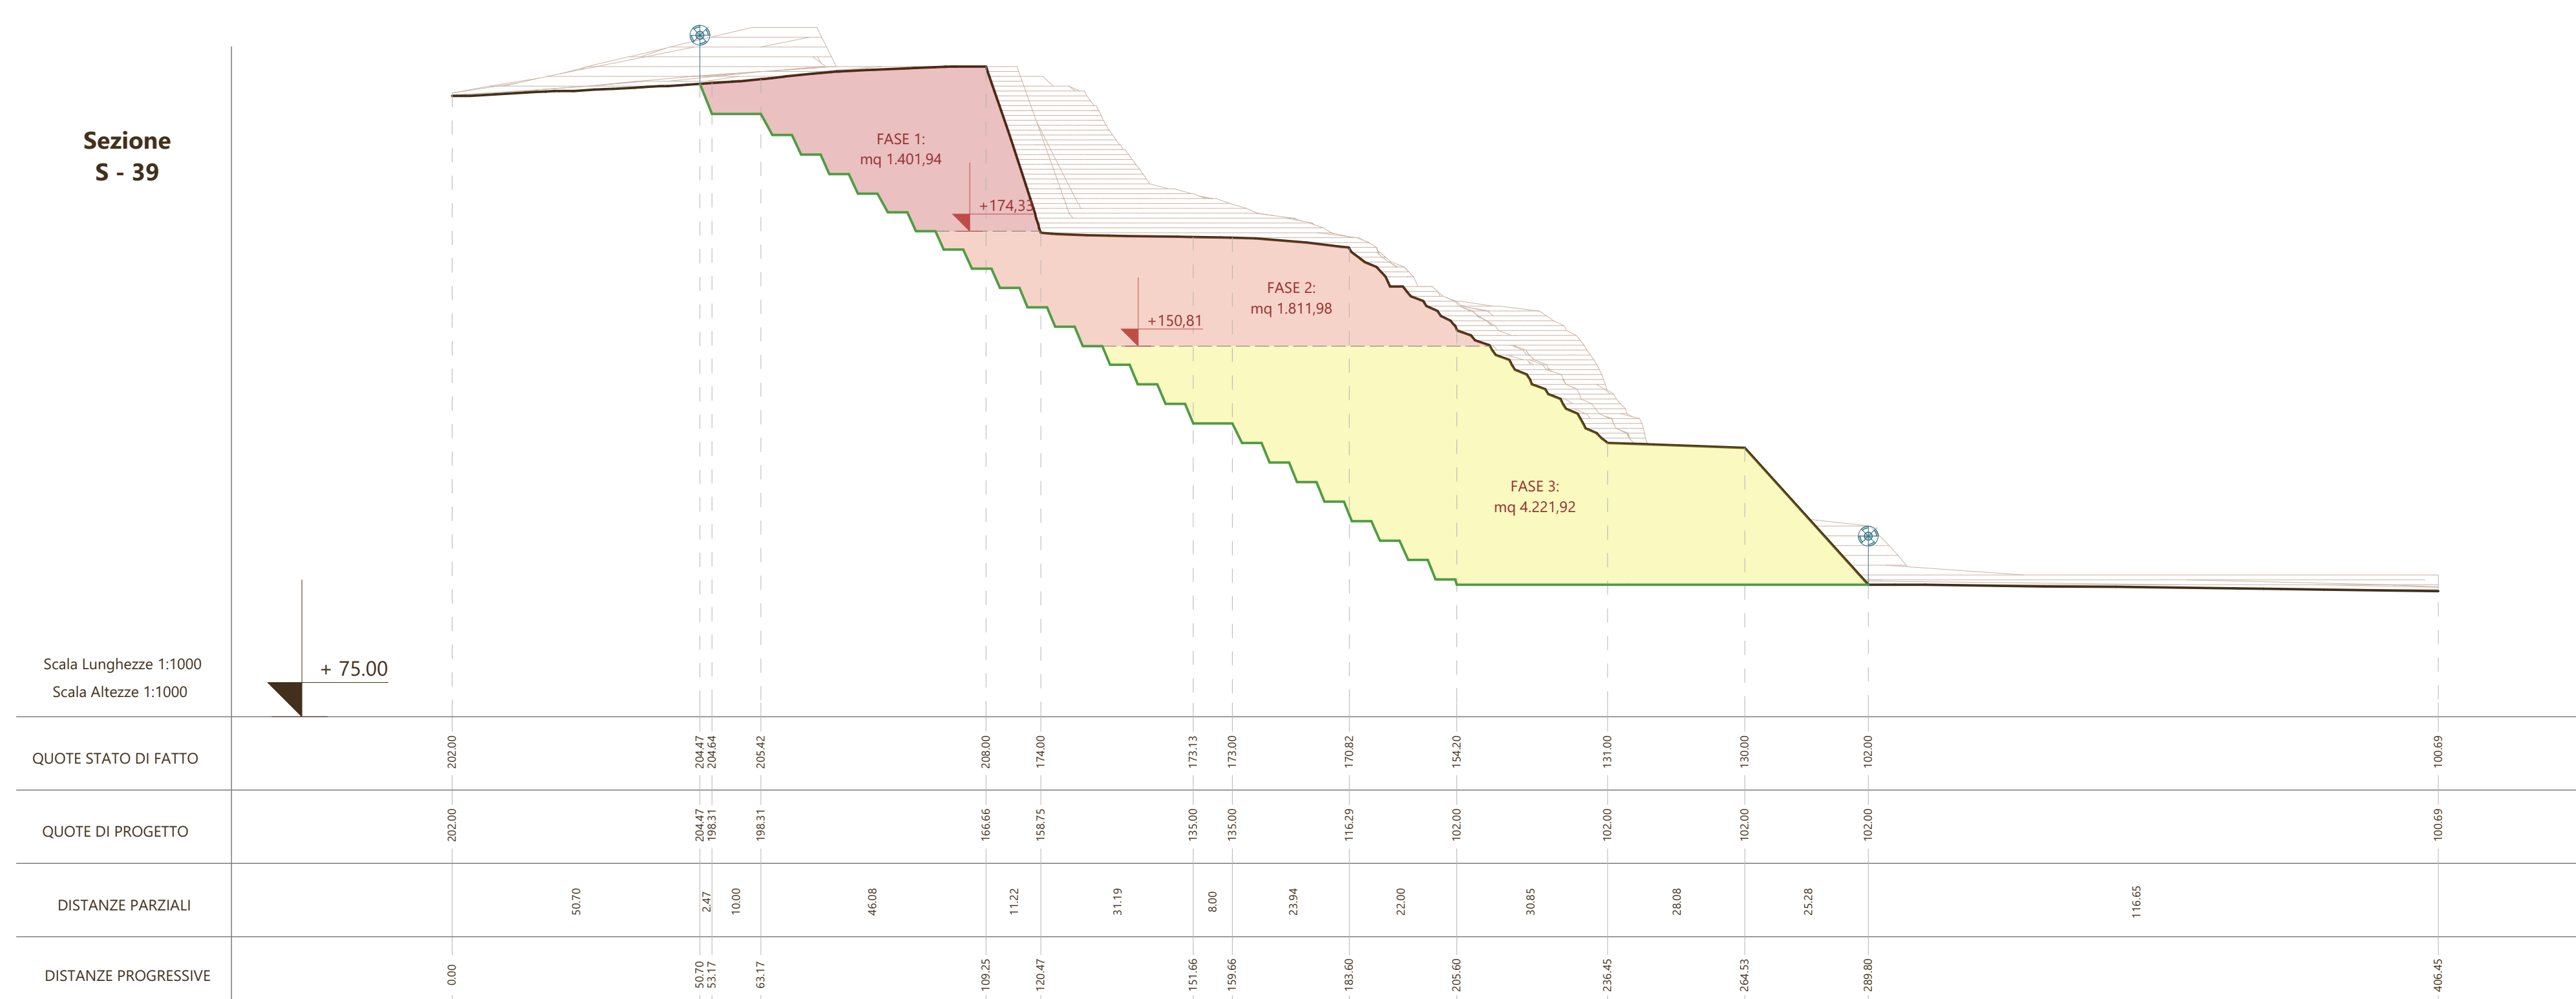 Sezione
S - 39
FASE 1:
mq 1.401,94
+174,33
FASE 2:
mq 1.811,98
+150,81
FASE 3:
mq 4.221,92
Scala Lunghezze 1:1000
Scala Altezze 1:1000
+ 75.00
QUOTE STATO DI FATTO
202.00 204.47 204.64 205.42 208.00 174.00 173.13 173.00 170.82 154.20 131.00 130.00 102.00 100.69
QUOTE DI PROGETTO
202.00 204.47 198.31 198.31 166.66 158.75 135.00 135.00 116.29 102.00 102.00 102.00 102.00 100.69
DISTANZE PARZIALI
50.70 2.47 10.00 46.08 11.22 31.19 8.00 23.94 22.00 30.85 28.08 25.28 116.65
DISTANZE PROGRESSIVE
0.00 50.70 53.17 63.17 109.25 120.47 151.66 159.66 183.60 205.60 236.45 264.53 289.80 406.45